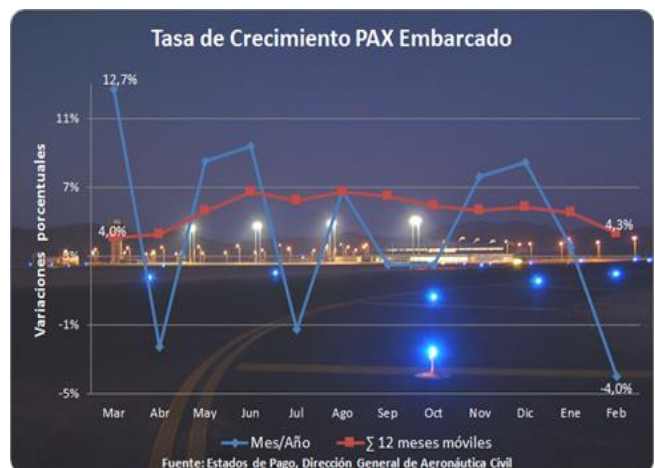 Tasa de Crecimiento PAX Embarcado
12,7%
11%
7%
4,0%
4,3%
3%
-1%
-4,0%
-5%
Variaciones porcentuales
Mar Abr May Jun Jul Ago Sep Oct Nov Dic Ene Feb
Mes/Año ∑ 12 meses móviles
Fuente: Estados de Pago, Dirección General de Aeronáutica Civil